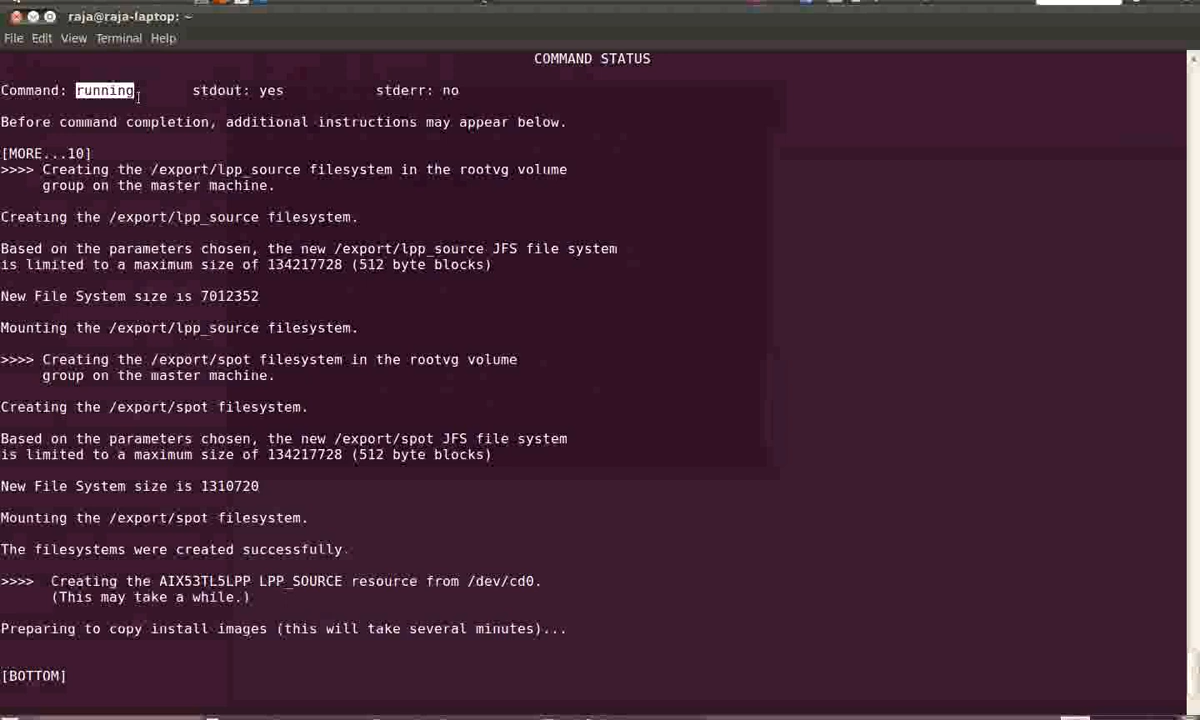 raja@raja-laptop: ~
File Edit View Terminal Help
COMMAND STATUS
Command: running stdout: yes stderr: no
Before command completion, additional instructions may appear below.
[MORE...10]
>>>> Creating the /export/lpp_source filesystem in the rootvg volume
group on the master machine.
Creating the /export/lpp_source filesystem.
Based on the parameters chosen, the new /export/lpp_source JFS file system
is limited to a maximum size of 134217728 (512 byte blocks)
New File System size is 7012352
Mounting the /export/lpp_source filesystem.
>>>> Creating the /export/spot filesystem in the rootvg volume
group on the master machine.
Creating the /export/spot filesystem.
Based on the parameters chosen, the new /export/spot JFS file system
is limited to a maximum size of 134217728 (512 byte blocks)
New File System size is 1310720
Mounting the /export/spot filesystem.
The filesystems were created successfully.
>>>> Creating the AIX53TL5LPP LPP_SOURCE resource from /dev/cd0.
(This may take a while.)
Preparing to copy install images (this will take several minutes)...
[BOTTOM]